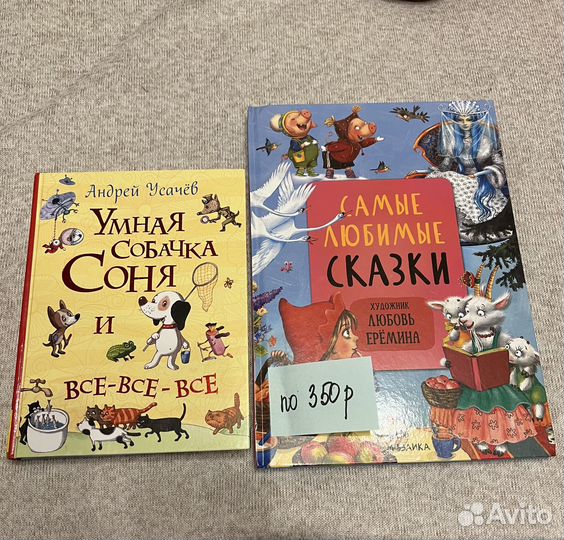 Андрей Усачёв
Умная
собачка
Соня
и
все-все-все
Самые
любимые
сказки
художник
Любовь
Ерёмина
по 350р
Avito